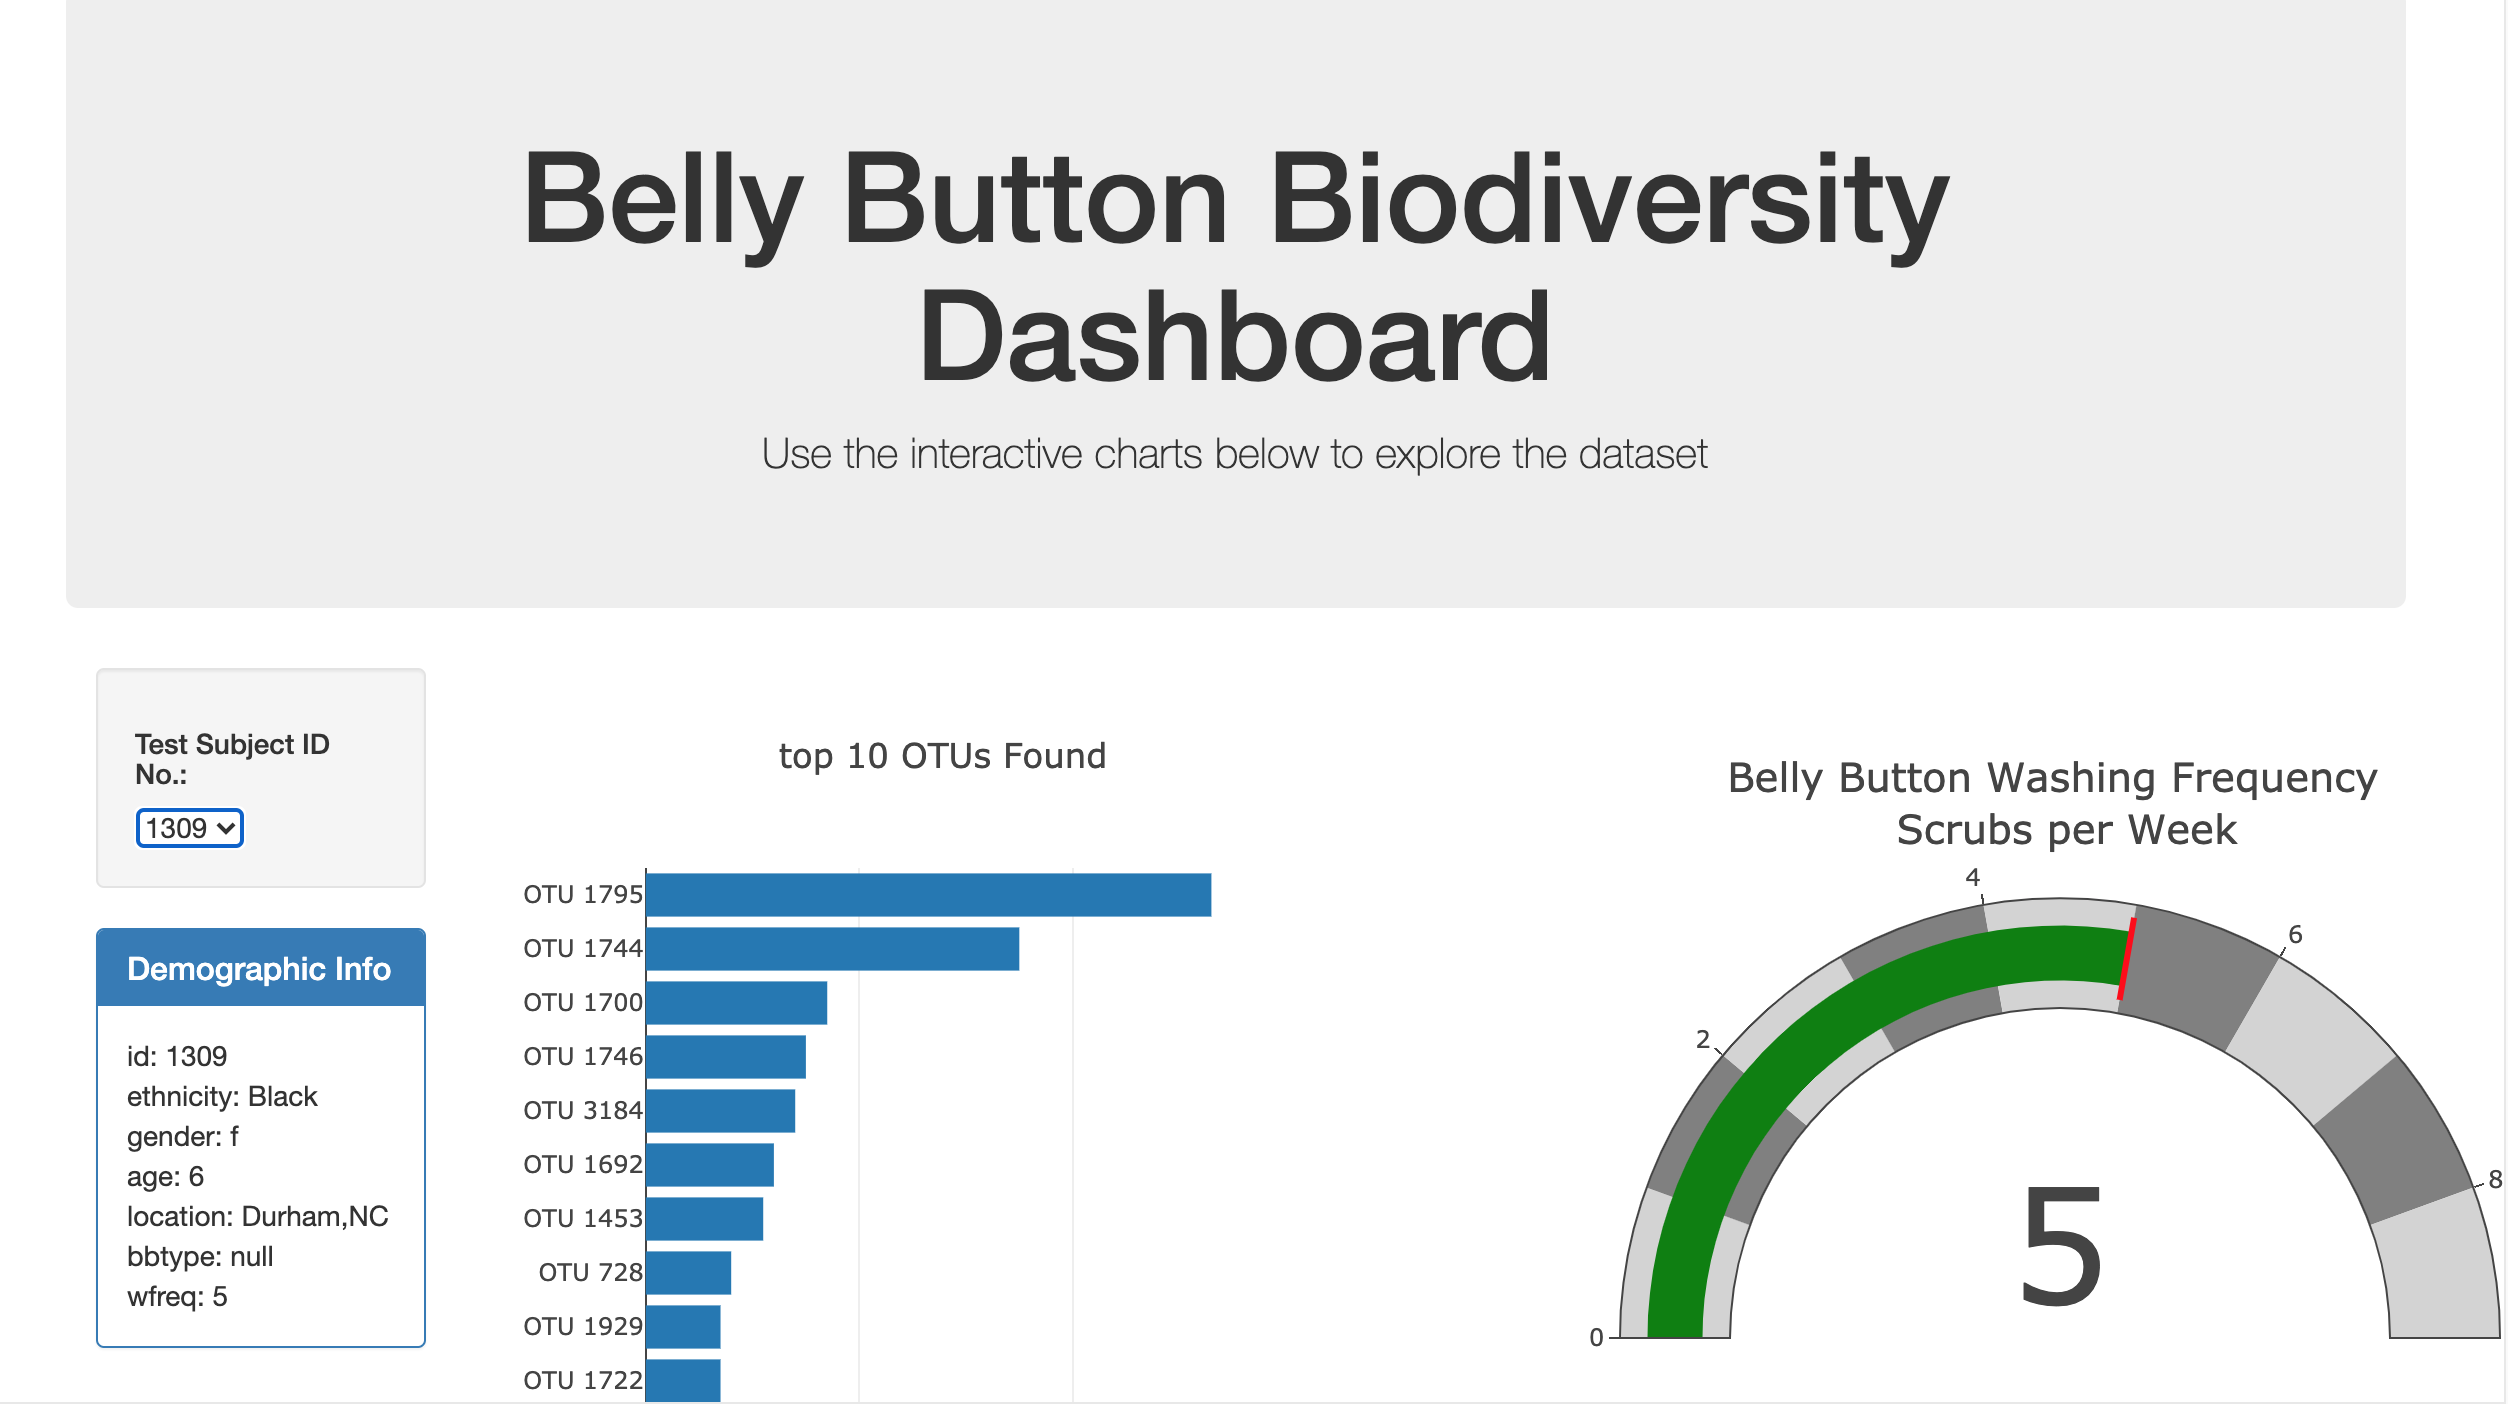 Belly Button Biodiversity
Dashboard
Use the interactive charts below to explore the dataset
Test Subject ID
No.:
1309
Demographic Info
id: 1309
ethnicity: Black
gender: f
age: 6
location: Durham,NC
bbtype: null
wfreq: 5
top 10 OTUs Found
OTU 1795
OTU 1744
OTU 1700
OTU 1746
OTU 3184
OTU 1692
OTU 1453
OTU 728
OTU 1929
OTU 1722
Belly Button Washing Frequency
Scrubs per Week
0
2
4
6
8
5